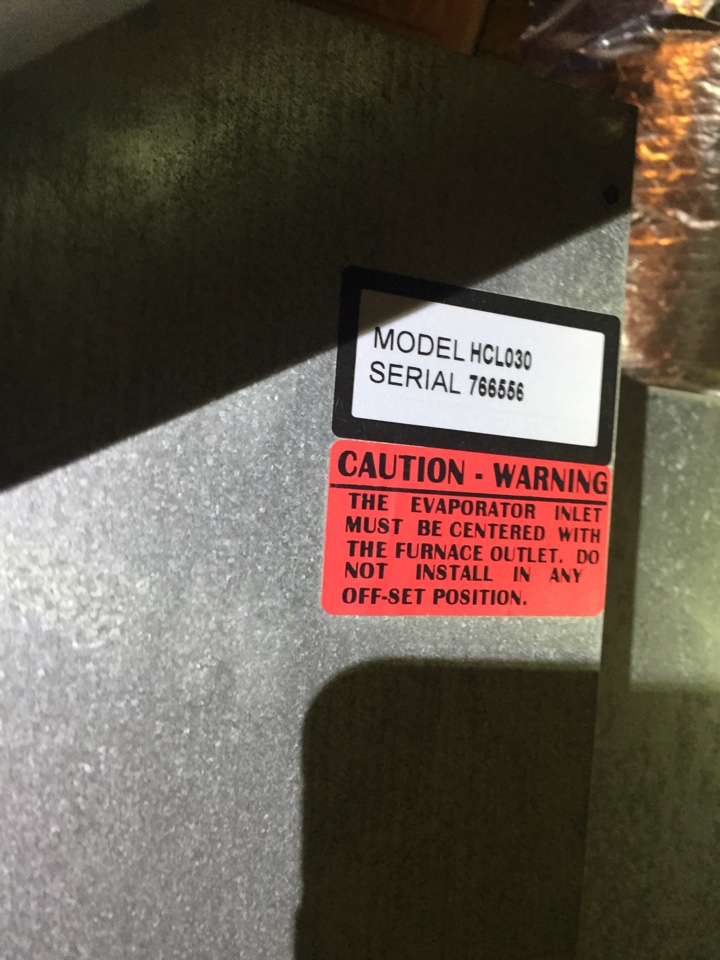 MODEL HCL030
SERIAL 766556
CAUTION - WARNING
THE EVAPORATOR INLET
MUST BE CENTERED WITH
THE FURNACE OUTLET. DO
NOT INSTALL IN ANY
OFF-SET POSITION.